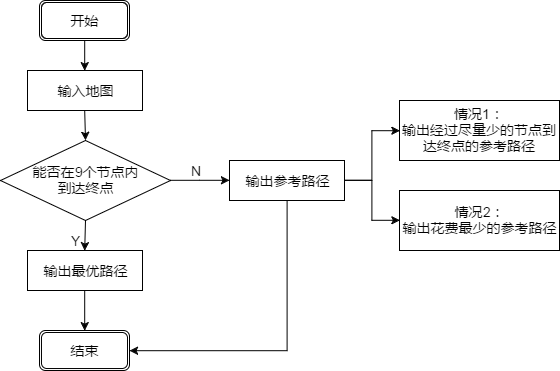 开始
输入地图
能否在9个节点内
到达终点
N
输出参考路径
情况1：
输出经过尽量少的节点到
达终点的参考路径
情况2：
输出花费最少的参考路径
Y
输出最优路径
结束